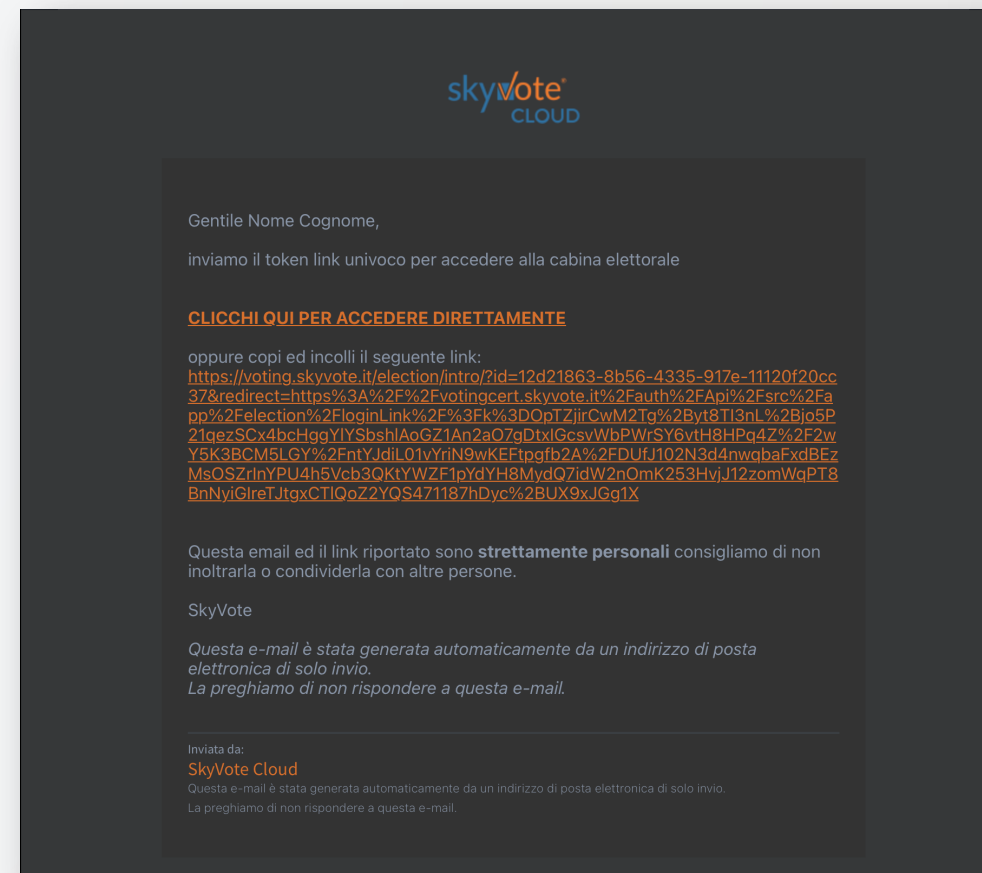 skyvote
CLOUD
Gentile Nome Cognome,
inviamo il token link univoco per accedere alla cabina elettorale
CLICCHI QUI PER ACCEDERE DIRETTAMENTE
oppure copi ed incolli il seguente link:
https://voting.skyvote.it/election/intro/?id=12d21863-8b56-4335-917e-11120f20cc
37&redirect=https%3A%2F%2Fvotingcert.skyvote.it%2Fauth%2FApi%2Fsrc%2Fa
pp%2Felection%2FloginLink%2F%3Fk%3DOpTZjirCwM2Tg%2Byt8TI3nL%2Bjo5P
21qezSCx4bcHggYlYSbshlAoGZ1An2aO7gDtxIGcsvWbPWrSY6vtH8HPq4Z%2F2w
Y5K3BCM5LGY%2FntYJdiL01vYriN9wKEFtpgfb2A%2FDUfJ102N3d4nwqbaFxdBEz
MsOSZrlnYPU4h5Vcb3QKtYWZF1pYdYH8MydQ7idW2nOmK253HvjJ12zomWqPT8
BnNyiGlreTJtgxCTlQoZ2YQS471187hDyc%2BUX9xJGg1X
Questa email ed il link riportato sono strettamente personali consigliamo di non
inoltrarla o condividerla con altre persone.
SkyVote
Questa e-mail è stata generata automaticamente da un indirizzo di posta
elettronica di solo invio.
La preghiamo di non rispondere a questa e-mail.
Inviata da:
SkyVote Cloud
Questa e-mail è stata generata automaticamente da un indirizzo di posta elettronica di solo invio.
La preghiamo di non rispondere a questa e-mail.